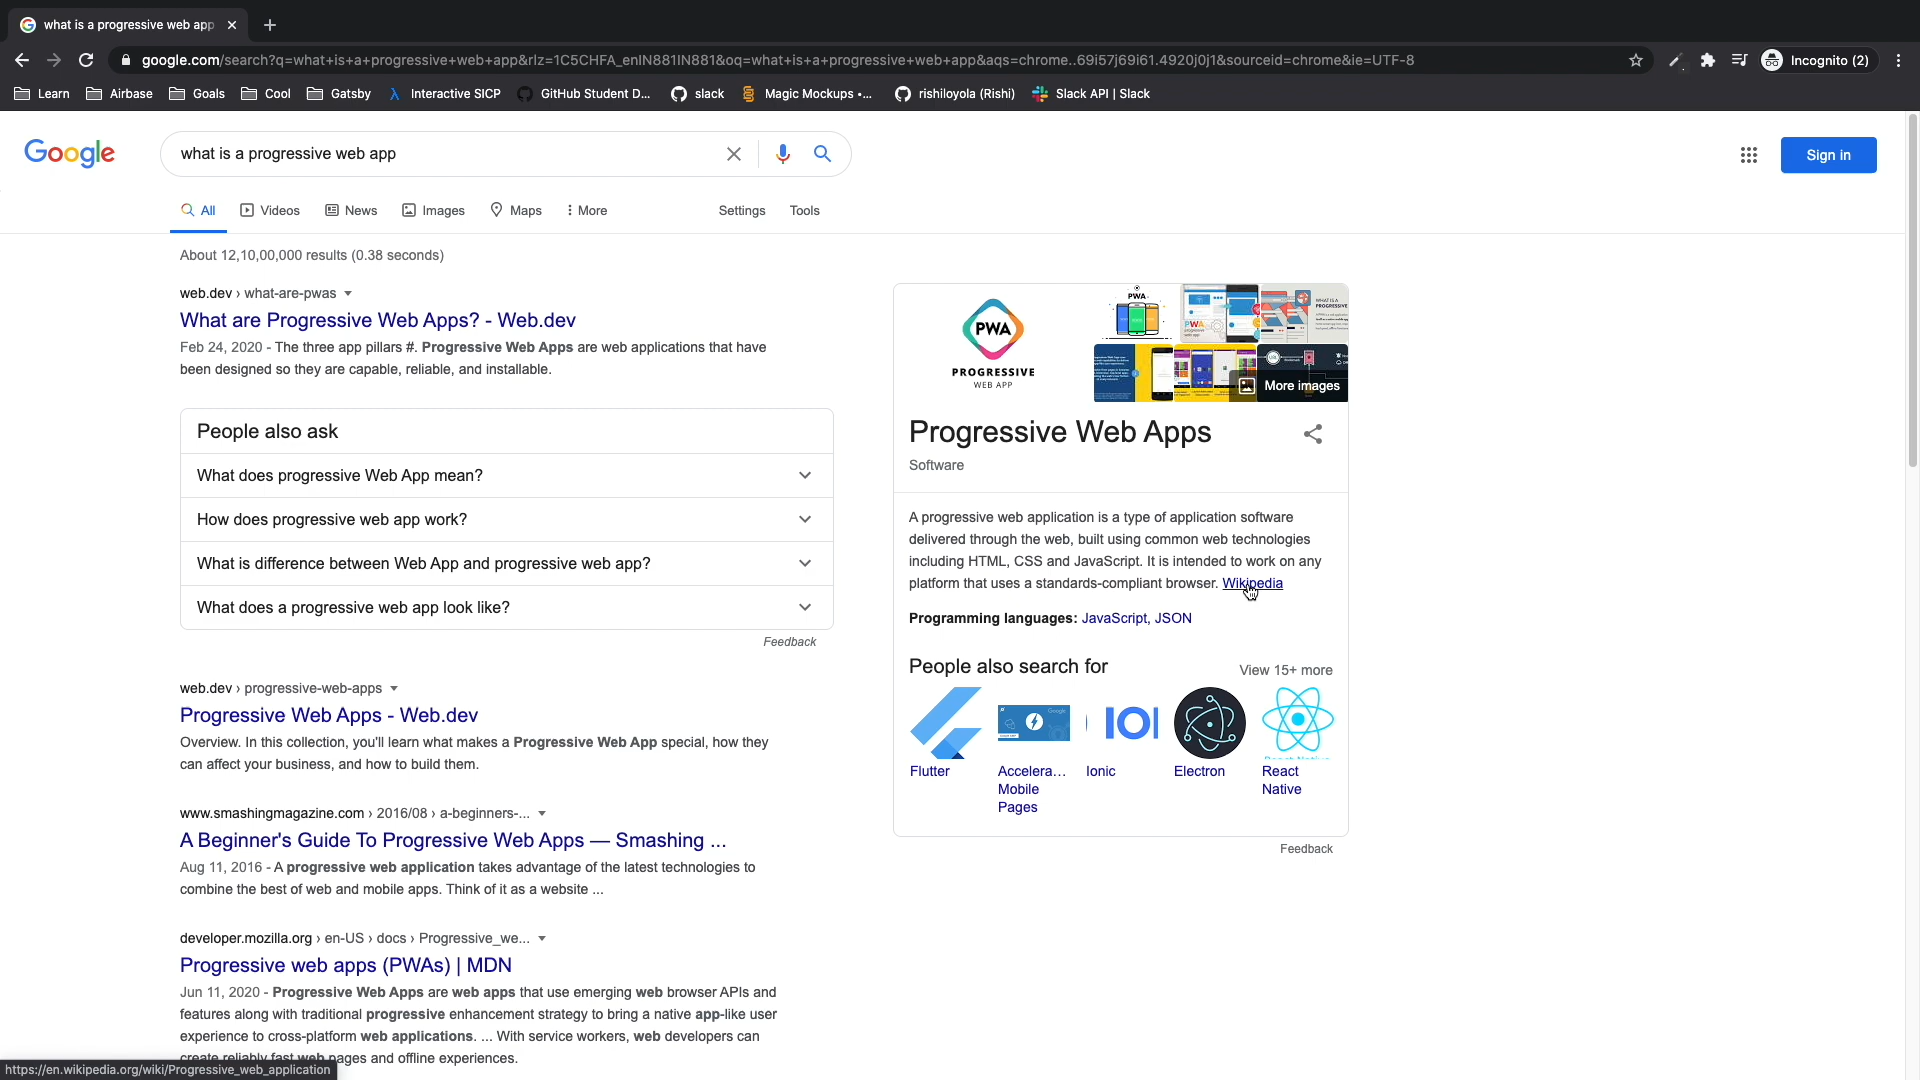 what is a progressive web app
google.com/search?q=what+is+a+progressive+web+app&rlz=1C5CHFA_enIN881IN881&oq=what+is+a+progressive+web+app&aqs=chrome..69i57j69i61.4920j0j1&sourceid=chrome&ie=UTF-8
Incognito (2)
Learn Airbase Goals Cool Gatsby Interactive SICP GitHub Student D... slack Magic Mockups •... rishiloyola (Rishi) Slack API | Slack
Google
what is a progressive web app
Sign in
All Videos News Images Maps More Settings Tools
About 12,10,00,000 results (0.38 seconds)
web.dev › what-are-pwas
What are Progressive Web Apps? - Web.dev
Feb 24, 2020 - The three app pillars #. Progressive Web Apps are web applications that have
been designed so they are capable, reliable, and installable.
People also ask
What does progressive Web App mean?
How does progressive web app work?
What is difference between Web App and progressive web app?
What does a progressive web app look like?
Feedback
web.dev › progressive-web-apps
Progressive Web Apps - Web.dev
Overview. In this collection, you'll learn what makes a Progressive Web App special, how they
can affect your business, and how to build them.
www.smashingmagazine.com › 2016/08 › a-beginners-...
A Beginner's Guide To Progressive Web Apps — Smashing ...
Aug 11, 2016 - A progressive web application takes advantage of the latest technologies to
combine the best of web and mobile apps. Think of it as a website ...
developer.mozilla.org › en-US › docs › Progressive_we...
Progressive web apps (PWAs) | MDN
Jun 11, 2020 - Progressive Web Apps are web apps that use emerging web browser APIs and
features along with traditional progressive enhancement strategy to bring a native app-like user
experience to cross-platform web applications. ... With service workers, web developers can
create reliably fast web pages and offline experiences.
https://en.wikipedia.org/wiki/Progressive_web_application
PWA
PROGRESSIVE
WEB APP
PWA
More images
Progressive Web Apps
Software
A progressive web application is a type of application software
delivered through the web, built using common web technologies
including HTML, CSS and JavaScript. It is intended to work on any
platform that uses a standards-compliant browser. Wikipedia
Programming languages: JavaScript, JSON
People also search for
View 15+ more
Flutter
Accelera...
Mobile
Pages
Ionic
Electron
React
Native
Feedback